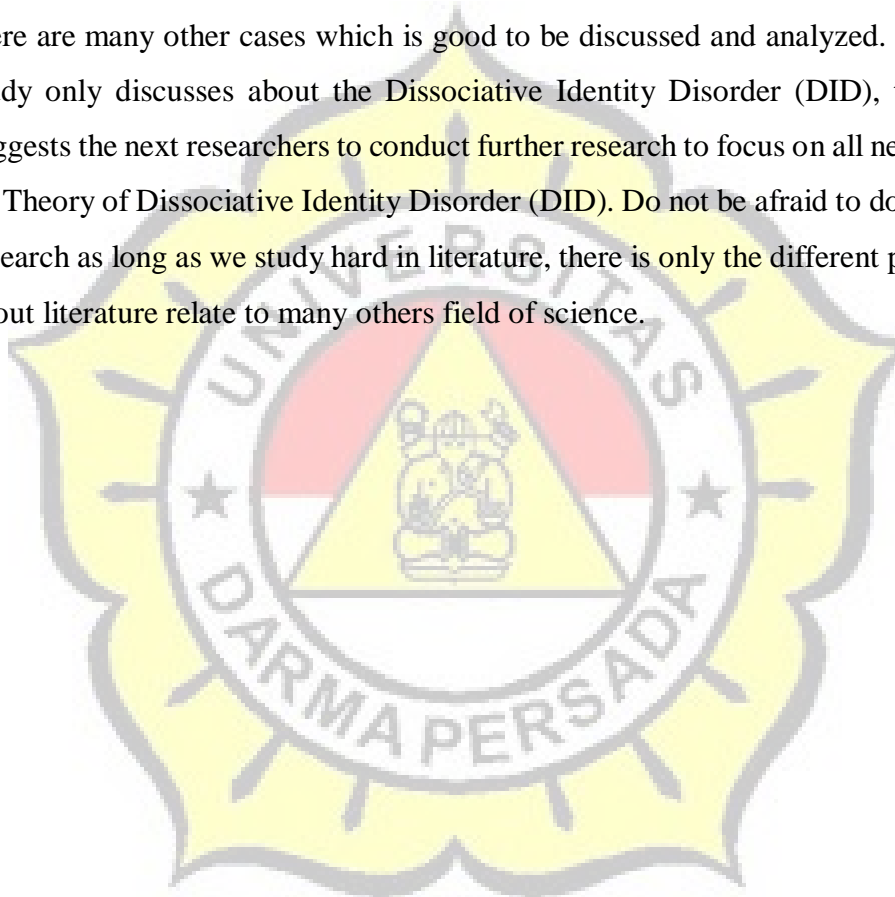 ere are many other cases which is good to be discussed and analyzed.
dy only discusses about the Dissociative Identity Disorder (DID),
ggests the next researchers to conduct further research to focus on all ne
Theory of Dissociative Identity Disorder (DID). Do not be afraid to do
earch as long as we study hard in literature, there is only the different p
out literature relate to many others field of science.
UNIVERSITAS
DARMA PERSADA